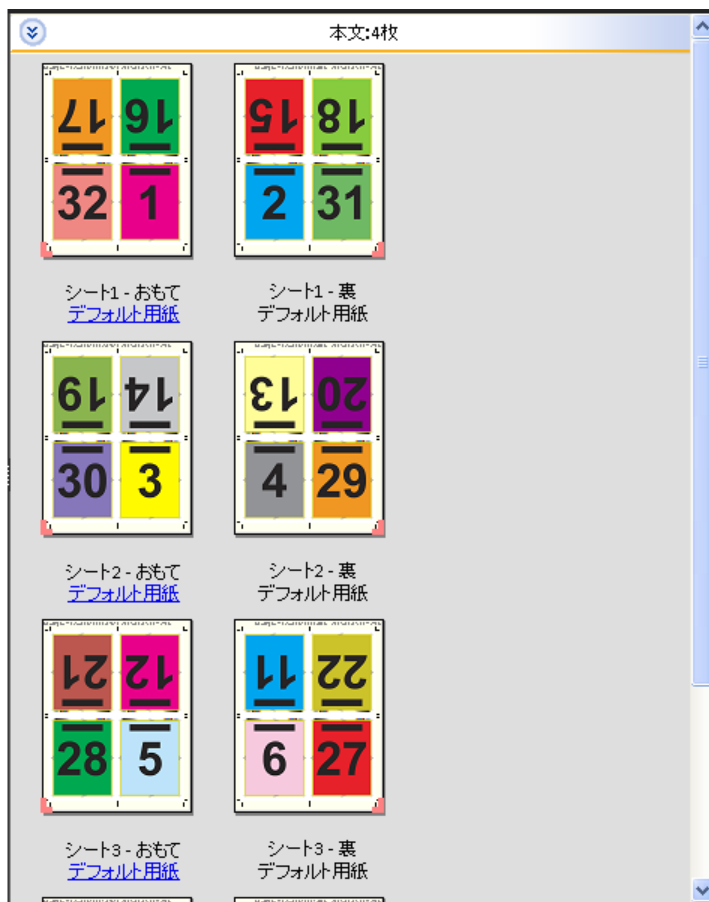 本文:4枚
17 16
32 1
15 18
2 31
シート1 - おもて
デフォルト用紙
シート1 - 裏
デフォルト用紙
19 14
30 3
13 20
4 29
シート2 - おもて
デフォルト用紙
シート2 - 裏
デフォルト用紙
21 12
28 5
11 22
6 27
シート3 - おもて
デフォルト用紙
シート3 - 裏
デフォルト用紙